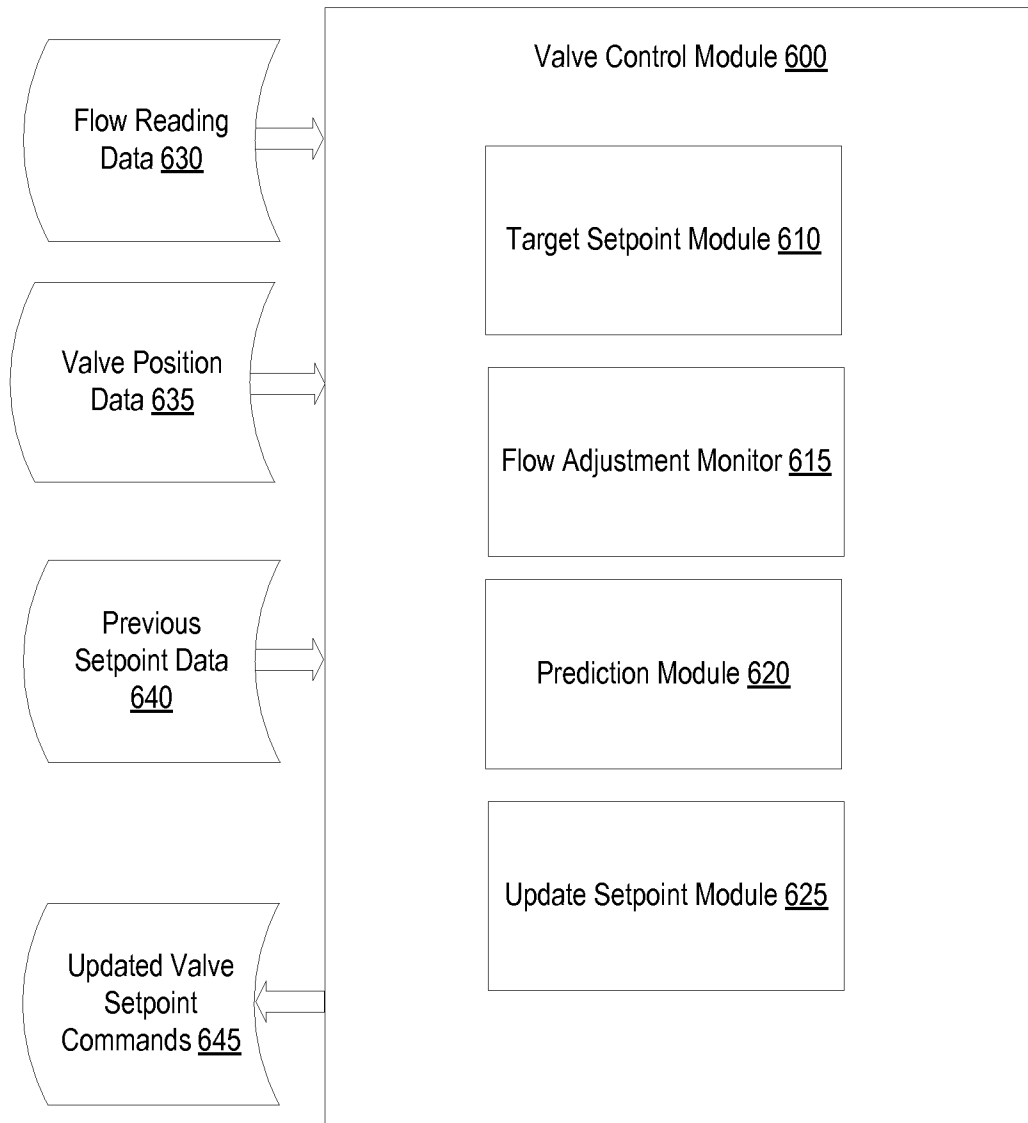 Valve Control Module 600
Flow Reading
Data 630
Target Setpoint Module 610
Valve Position
Data 635
Flow Adjustment Monitor 615
Previous
Setpoint Data
640
Prediction Module 620
Update Setpoint Module 625
Updated Valve
Setpoint
Commands 645